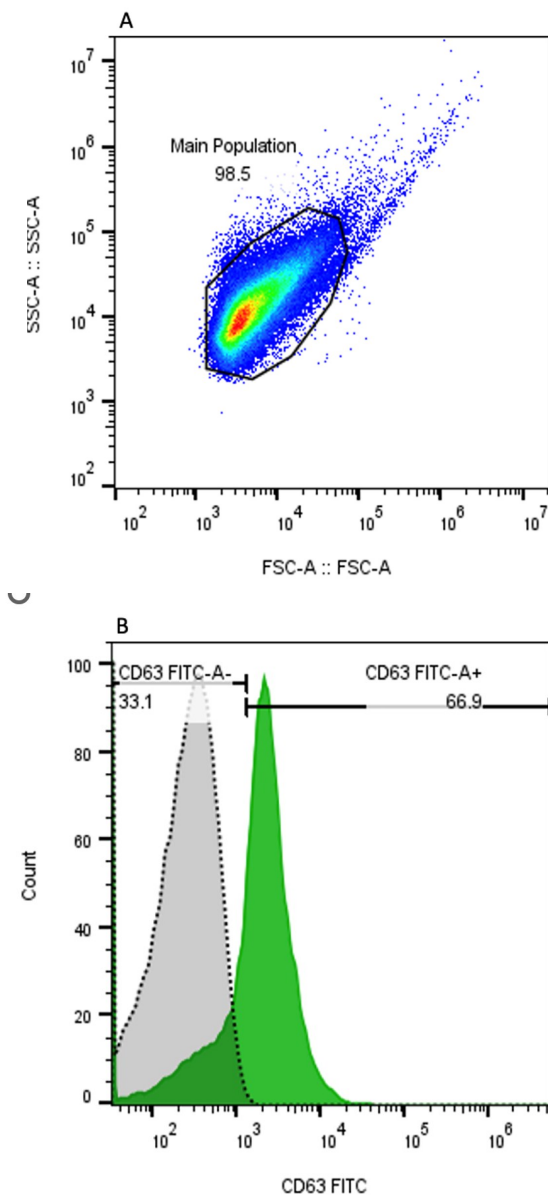 A
10^7
10^6
10^5
10^4
10^3
10^2
SSC-A :: SSC-A
Main Population
98.5
10^2 10^3 10^4 10^5 10^6 10^7
FSC-A :: FSC-A
B
100
80
60
40
20
0
Count
CD63 FITC-A-
33.1
CD63 FITC-A+
66.9
10^2 10^3 10^4 10^5 10^6
CD63 FITC